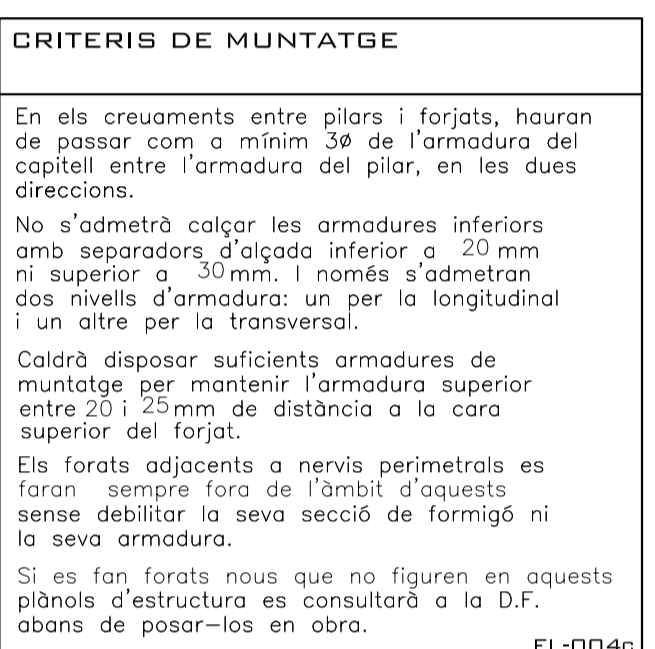 CRITERIS DE MUNTATGE
En els creuaments entre pilars i forjats, hauran
de passar com a mínim 3ø de l'armadura del
capitell entre l'armadura del pilar, en les dues
direccions.
No s'admetrà calçar les armadures inferiors
amb separadors d'alçada inferior a 20 mm
ni superior a 30 mm. I només s'admetran
dos nivells d'armadura: un per la longitudinal
i un altre per la transversal.
Caldrà disposar suficients armadures de
muntatge per mantenir l'armadura superior
entre 20 i 25 mm de distància a la cara
superior del forjat.
Els forats adjacents a nervis perimetrals es
faran sempre fora de l'àmbit d'aquests
sense debilitar la seva secció de formigó ni
la seva armadura.
Si es fan forats nous que no figuren en aquests
plànols d'estructura es consultarà a la D.F.
abans de posar-los en obra.